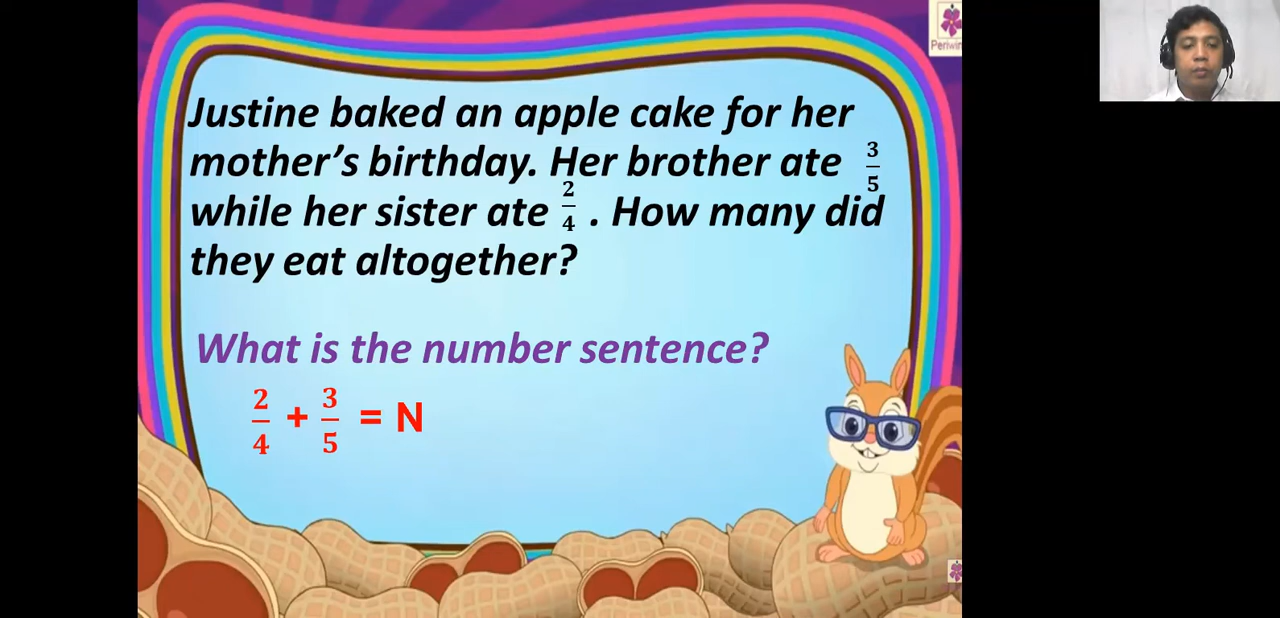 Periwin
Justine baked an apple cake for her
mother’s birthday. Her brother ate 3/5
while her sister ate 2/4 . How many did
they eat altogether?
What is the number sentence?
2/4 + 3/5 = N